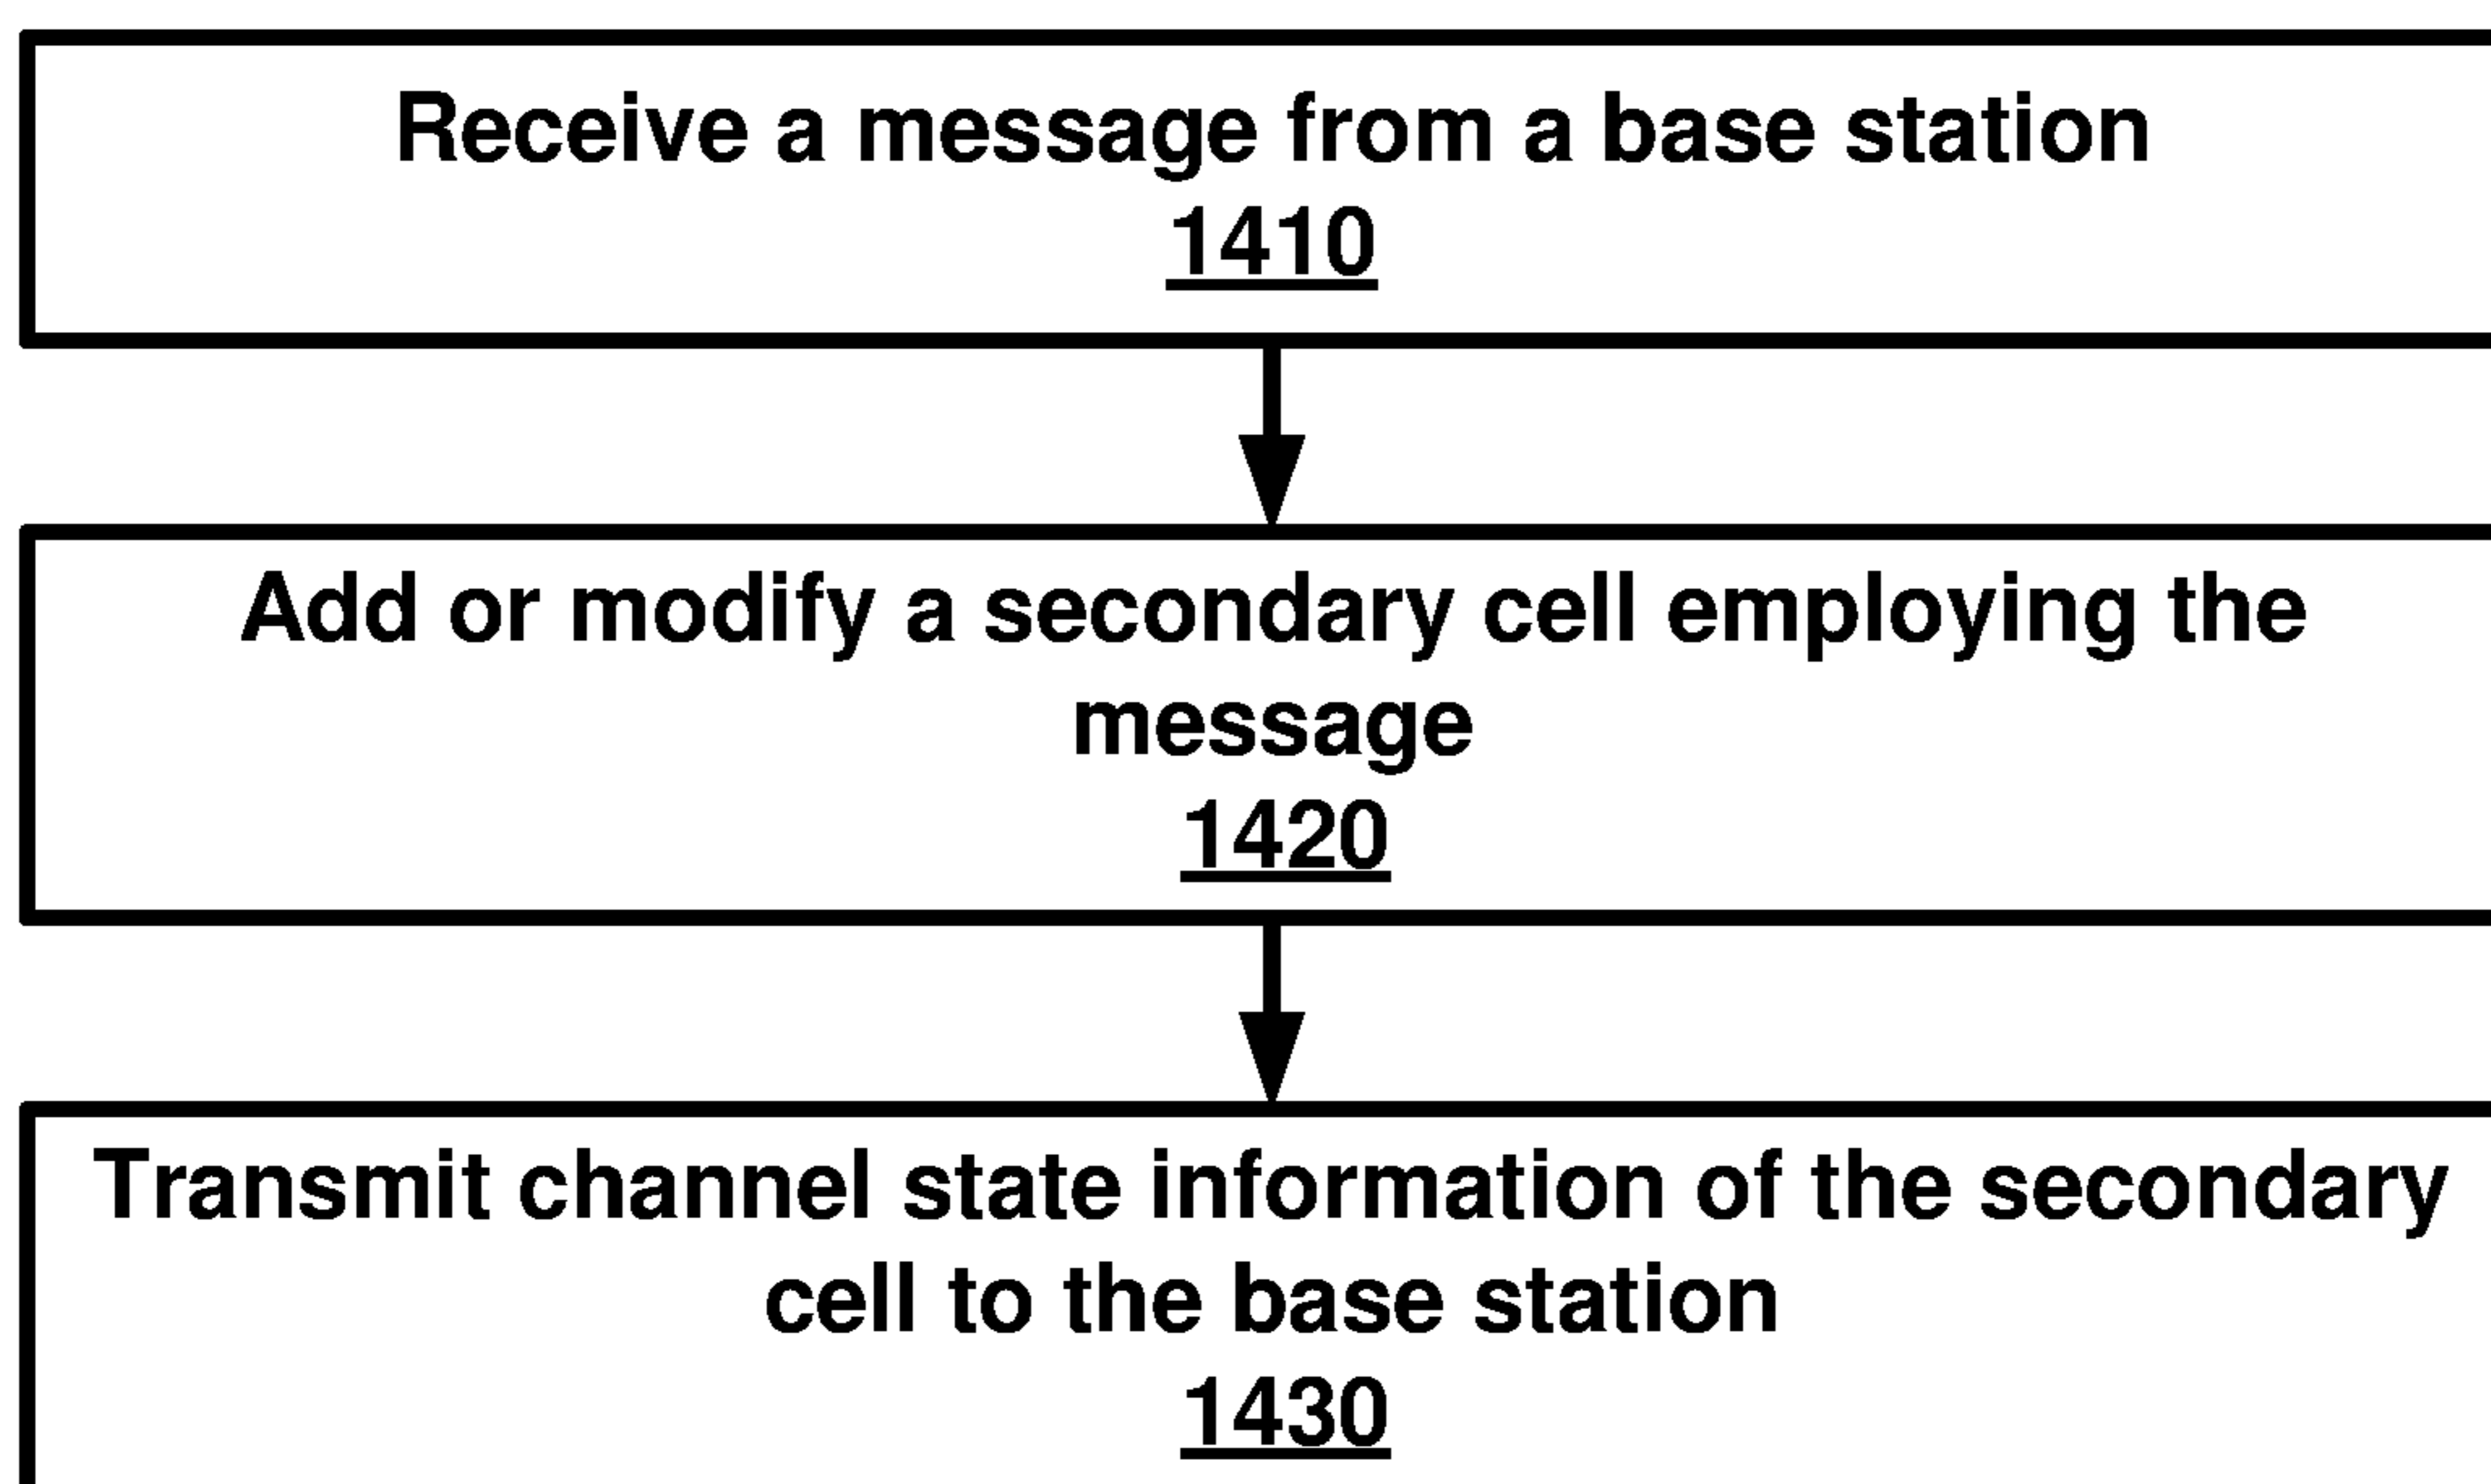 Receive a message from a base station
1410
Add or modify a secondary cell employing the
message
1420
Transmit channel state information of the secondary
cell to the base station
1430